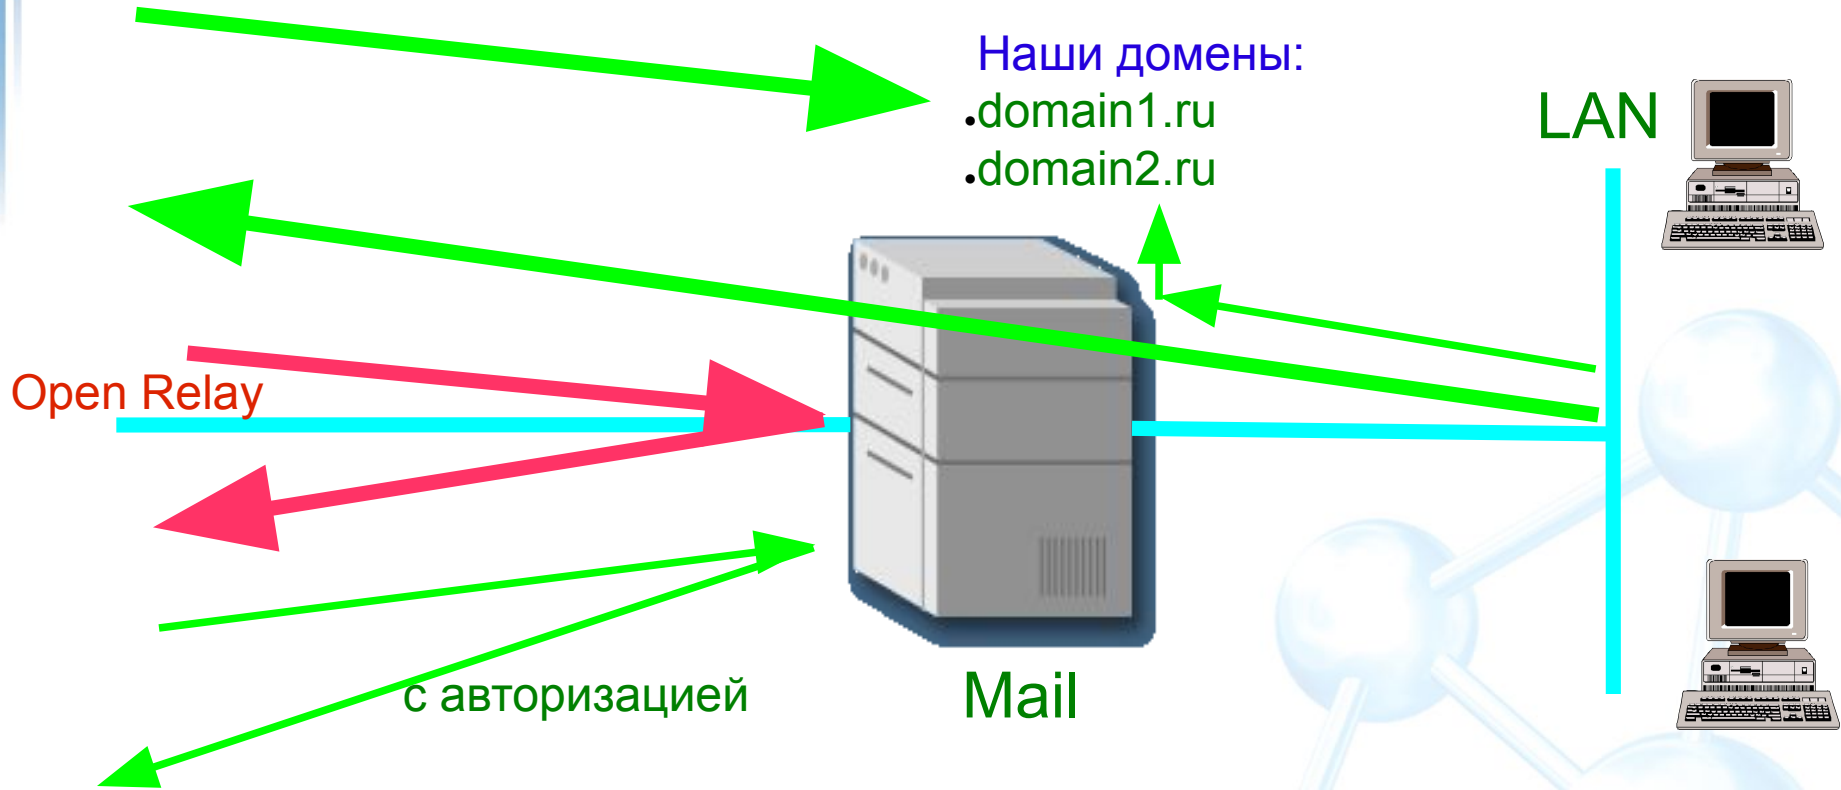 Наши домены:
•domain1.ru
•domain2.ru
LAN
Open Relay
с авторизацией
Mail